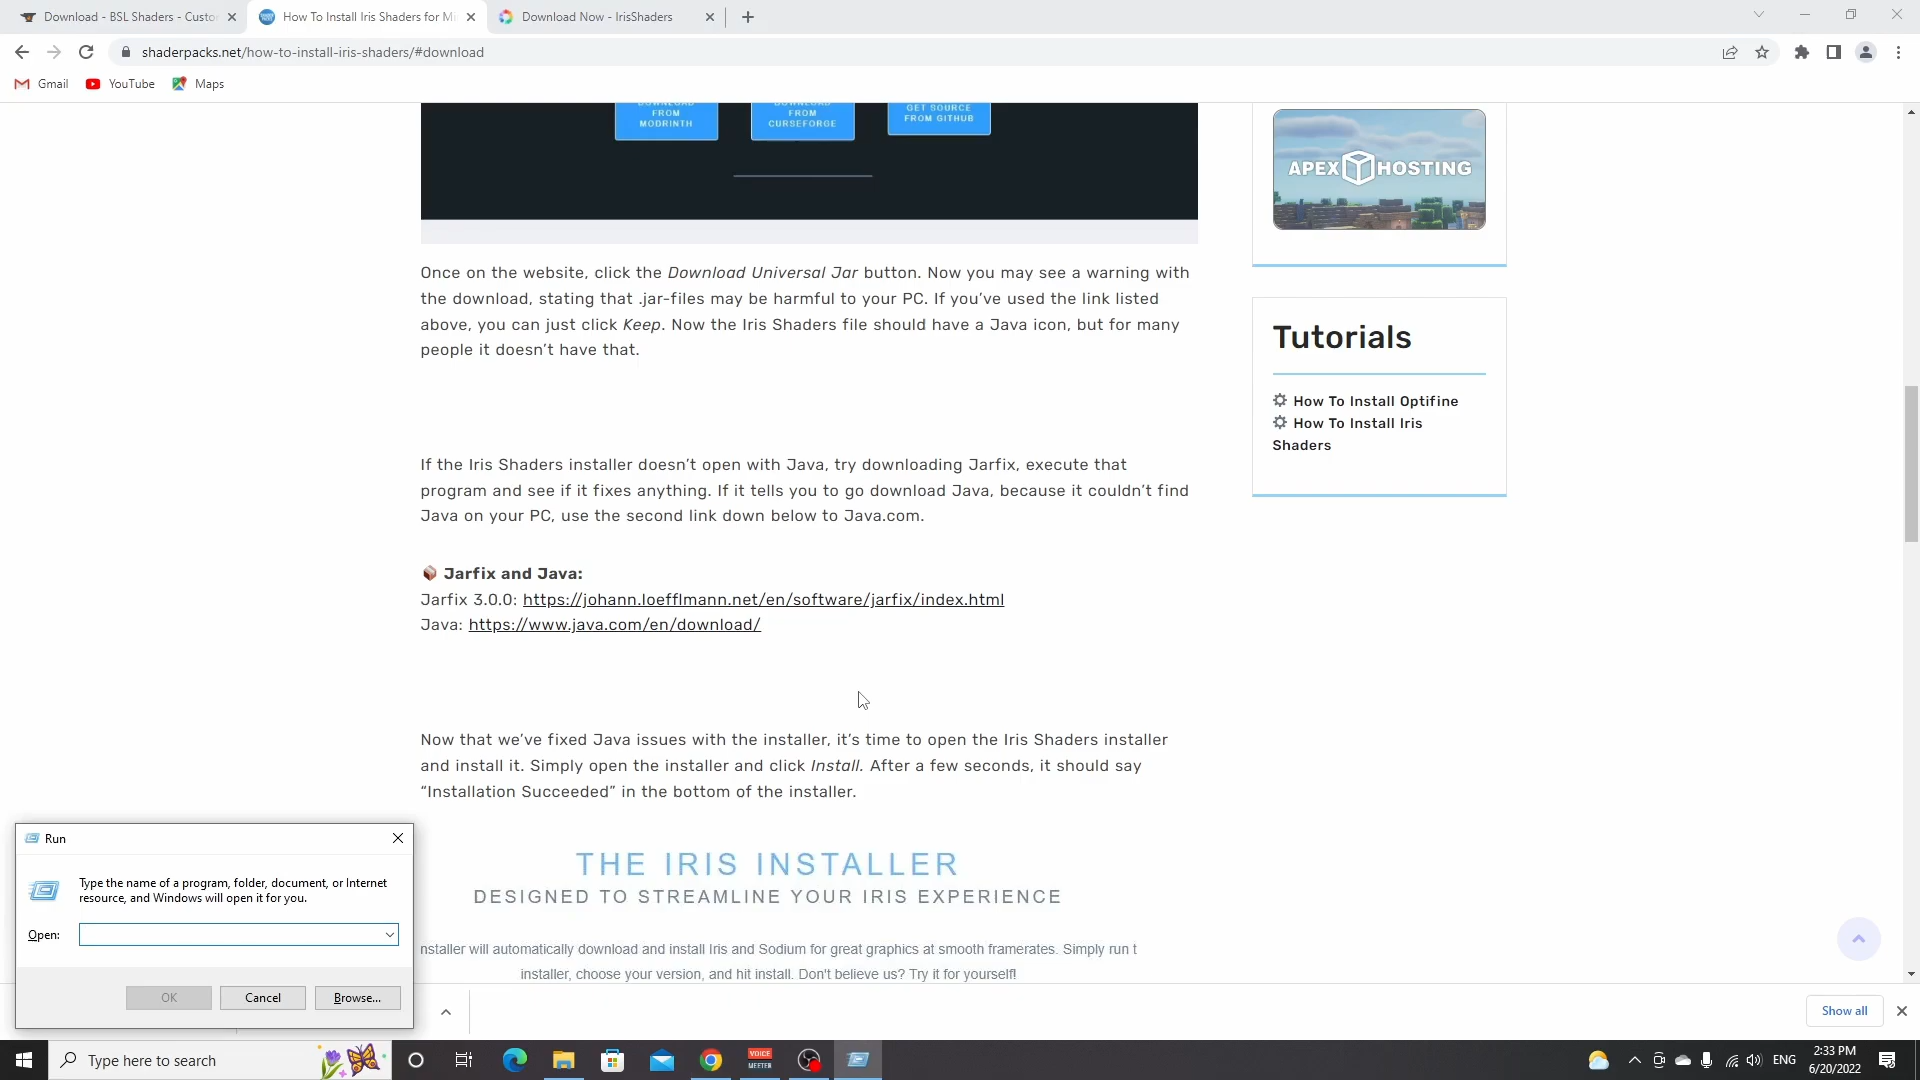 Download - BSL Shaders - Custo
How To Install Iris Shaders for Mi
Download Now - IrisShaders
shaderpacks.net/how-to-install-iris-shaders/#download
Gmail
YouTube
Maps
DOWNLOAD
FROM
MODRINTH
DOWNLOAD
FROM
CURSEFORGE
GET SOURCE
FROM GITHUB
APEX HOSTING
Once on the website, click the Download Universal Jar button. Now you may see a warning with
the download, stating that .jar-files may be harmful to your PC. If you’ve used the link listed
above, you can just click Keep. Now the Iris Shaders file should have a Java icon, but for many
people it doesn’t have that.
Tutorials
How To Install Optifine
How To Install Iris
Shaders
If the Iris Shaders installer doesn’t open with Java, try downloading Jarfix, execute that
program and see if it fixes anything. If it tells you to go download Java, because it couldn’t find
Java on your PC, use the second link down below to Java.com.
Jarfix and Java:
Jarfix 3.0.0: https://johann.loefflmann.net/en/software/jarfix/index.html
Java: https://www.java.com/en/download/
Now that we’ve fixed Java issues with the installer, it’s time to open the Iris Shaders installer
and install it. Simply open the installer and click Install. After a few seconds, it should say
“Installation Succeeded” in the bottom of the installer.
THE IRIS INSTALLER
DESIGNED TO STREAMLINE YOUR IRIS EXPERIENCE
nstaller will automatically download and install Iris and Sodium for great graphics at smooth framerates. Simply run t
installer, choose your version, and hit install. Don't believe us? Try it for yourself!
Run
Type the name of a program, folder, document, or Internet
resource, and Windows will open it for you.
Open:
OK
Cancel
Browse...
Show all
Type here to search
VOICE
MEETER
ENG
2:33 PM
6/20/2022